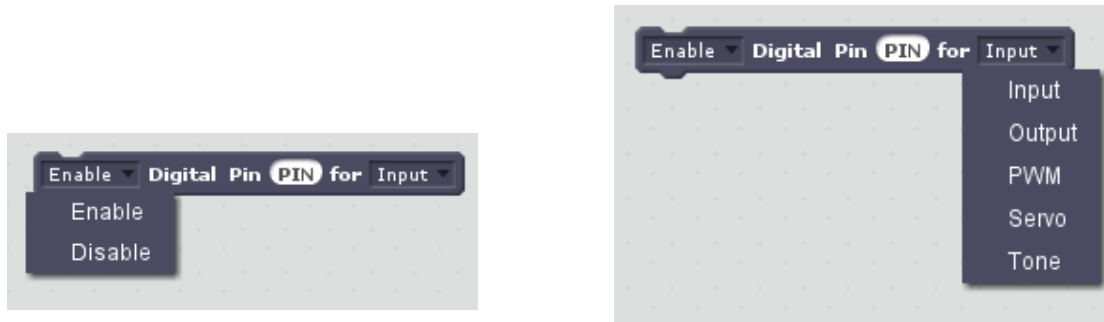 Enable Digital Pin PIN for Input
Enable
Disable
Enable Digital Pin PIN for Input
Input
Output
PWM
Servo
Tone